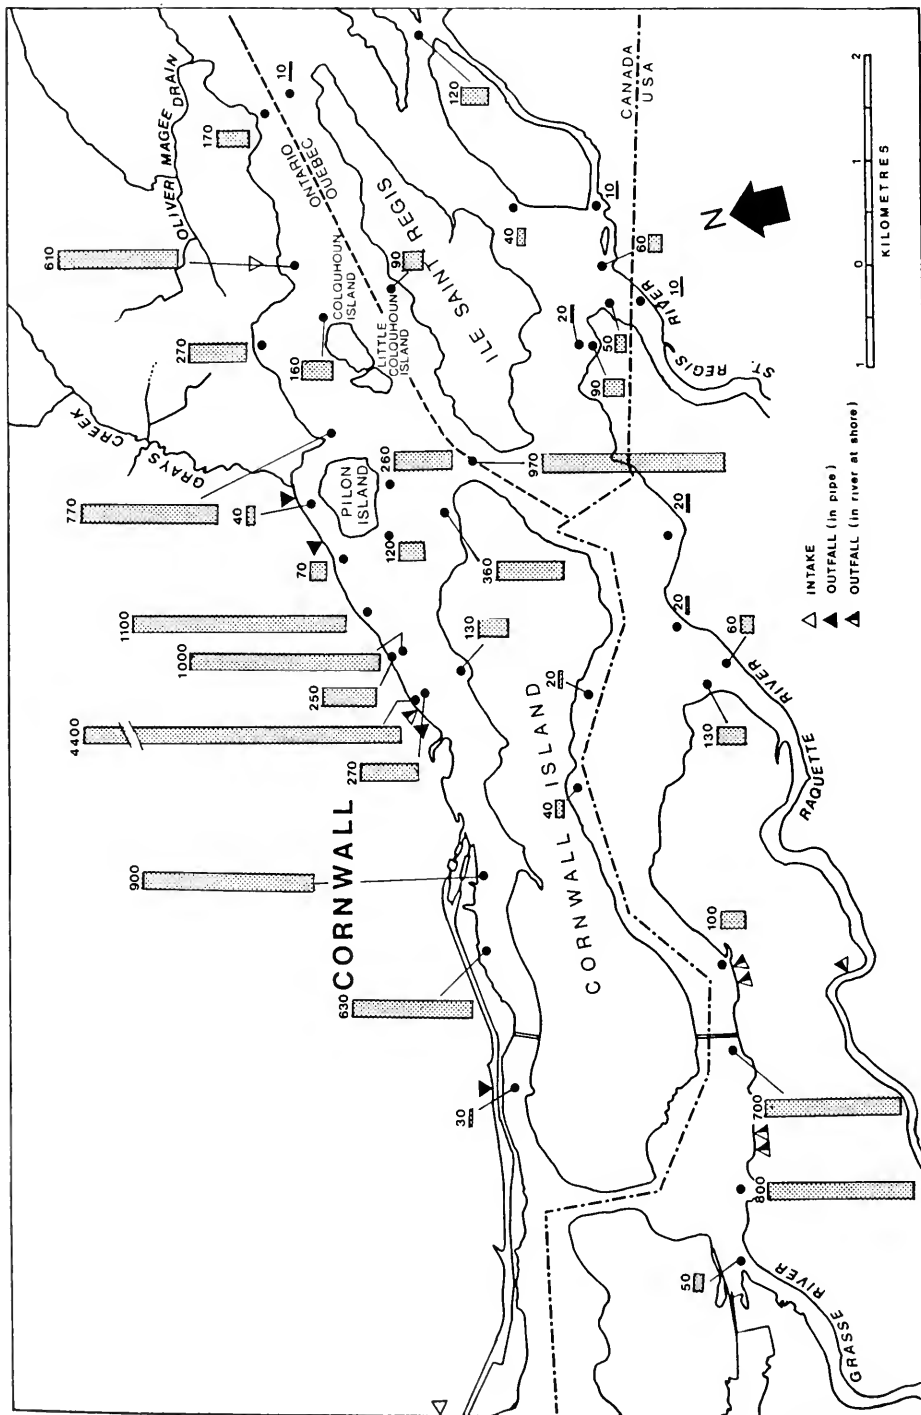 OLIVER MAGEE DRAIN
170
10
610
270
GRAYS CREEK
770
40
70
1100
1000
250
4400
270
CORNWALL
900
630
30
ONTARIO
QUEBEC
COLQUHOUN
ISLAND
160
LITTLE
COLQUHOUN
ISLAND
90
ILE SAINT REGIS
PILON
ISLAND
260
120
360
970
130
CORNWALL ISLAND
20
40
120
40
10
60
10
50
20
90
ST. REGIS RIVER
CANADA
USA
20
20
60
130
RAQUETTE RIVER
100
700
800
50
GRASSE RIVER
N
INTAKE
OUTFALL (in pipe)
OUTFALL (in river at shore)
1 0 1 2
KILOMETRES